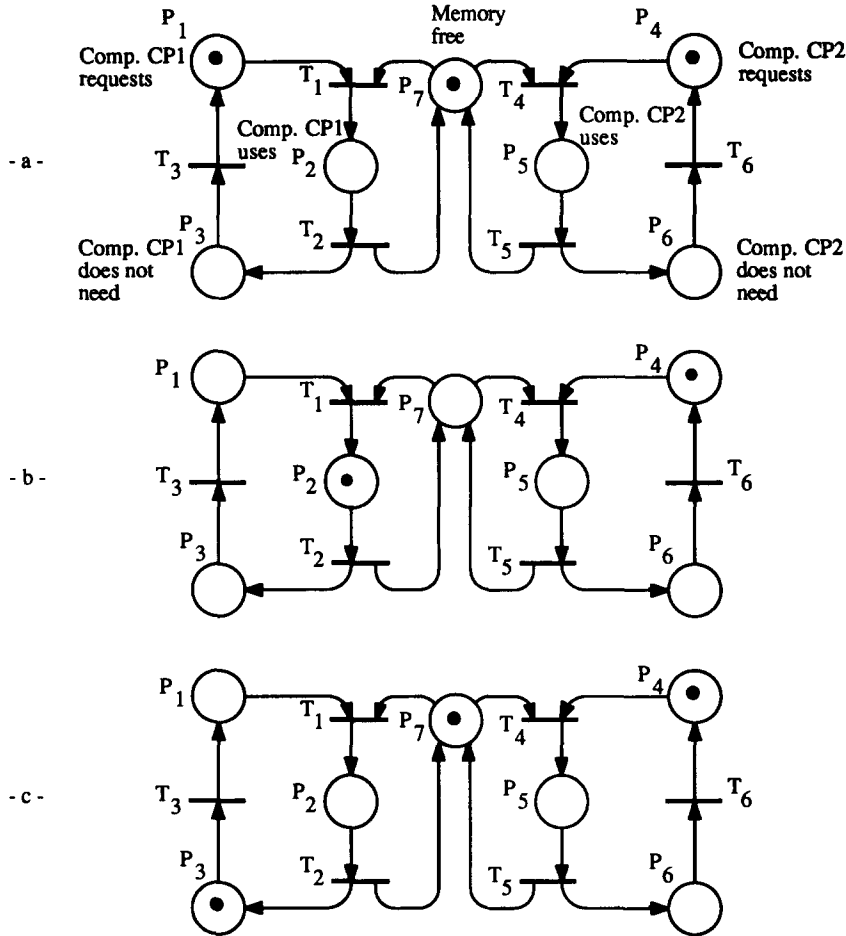 - a -
P1
Comp. CP1
requests
T1
Memory
free
P7
T4
P4
Comp. CP2
requests
Comp. CP1
uses
P2
Comp. CP2
uses
P5
T3
T6
P3
T2
T5
P6
Comp. CP1
does not
need
Comp. CP2
does not
need
- b -
P1
T1
P7
T4
P4
T3
P2
P5
T6
P3
T2
T5
P6
- c -
P1
T1
P7
T4
P4
T3
P2
P5
T6
P3
T2
T5
P6